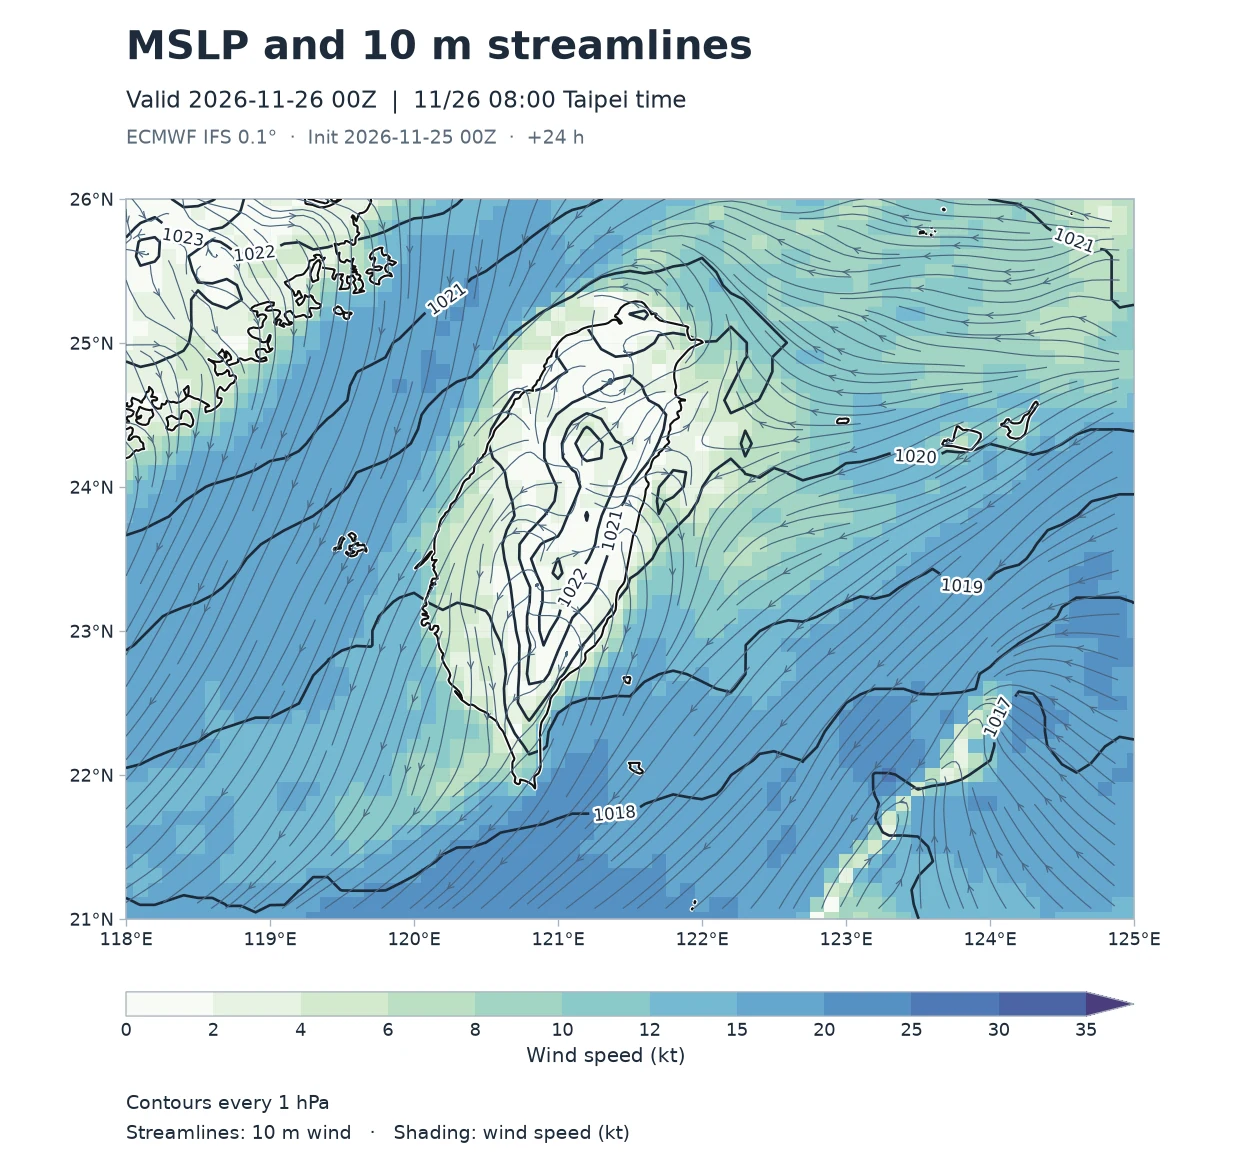 MSLP and 10 m streamlines
Valid 2026-11-26 00Z | 11/26 08:00 Taipei time
ECMWF IFS 0.1° · Init 2026-11-25 00Z · +24 h
26°N
25°N
24°N
23°N
22°N
21°N
1023
1022
1021
1021
1020
1021
1022
1019
1017
1018
118°E 119°E 120°E 121°E 122°E 123°E 124°E 125°E
0 2 4 6 8 10 12 15 20 25 30 35
Wind speed (kt)
Contours every 1 hPa
Streamlines: 10 m wind · Shading: wind speed (kt)